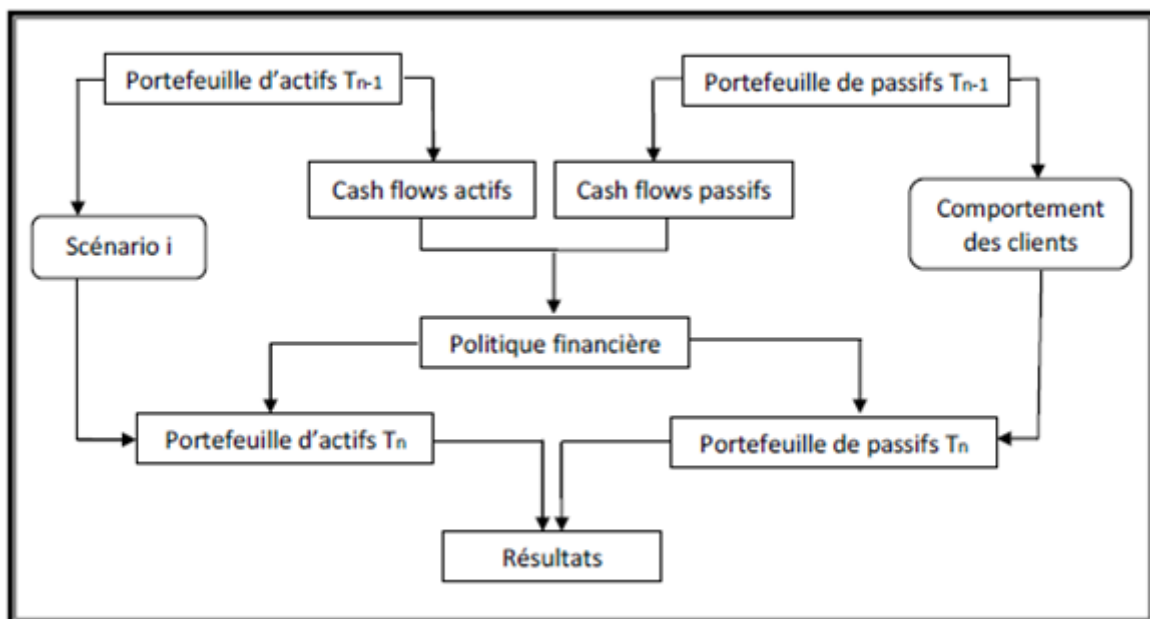 Portefeuille d’actifs Tn-1
Portefeuille de passifs Tn-1
Cash flows actifs
Cash flows passifs
Scénario i
Comportement
des clients
Politique financière
Portefeuille d’actifs Tn
Portefeuille de passifs Tn
Résultats